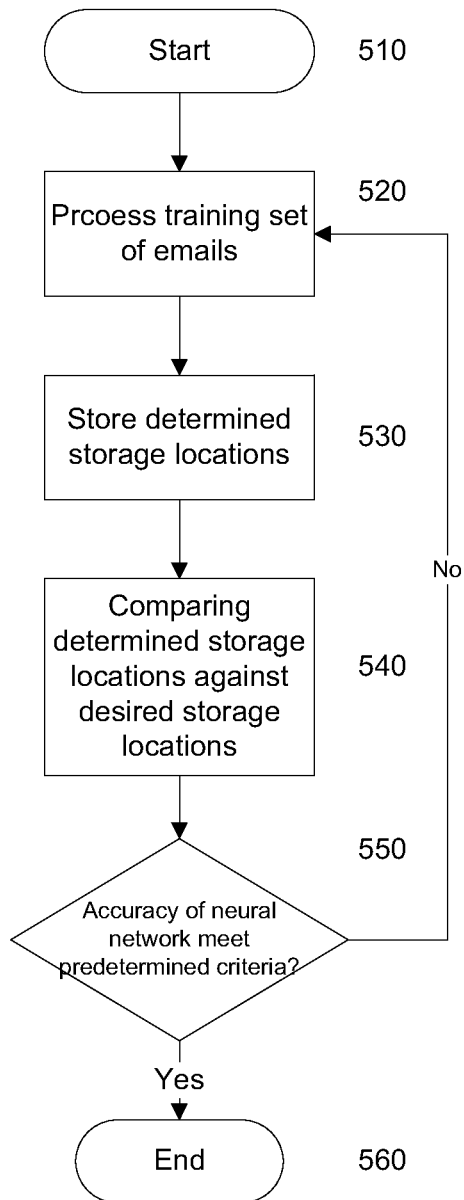 Start
510
520
Prcoess training set
of emails
Store determined
storage locations
530
No
Comparing
determined storage
locations against
desired storage
locations
540
550
Accuracy of neural
network meet
predetermined criteria?
Yes
End
560